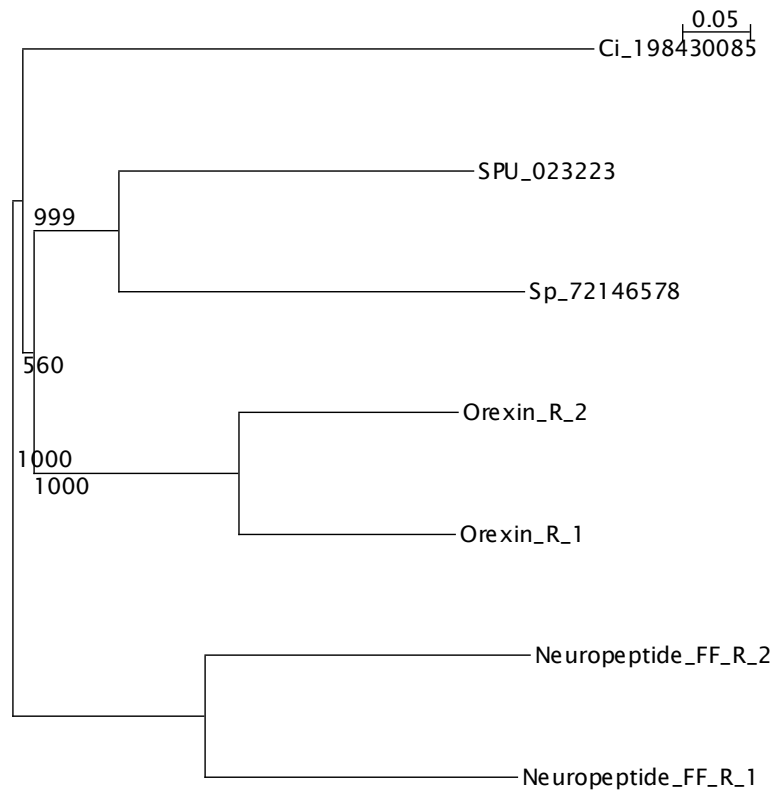 0.05
Ci_198430085
SPU_023223
999
Sp_72146578
560
Orexin_R_2
1000
1000
Orexin_R_1
Neuropeptide_FF_R_2
Neuropeptide_FF_R_1